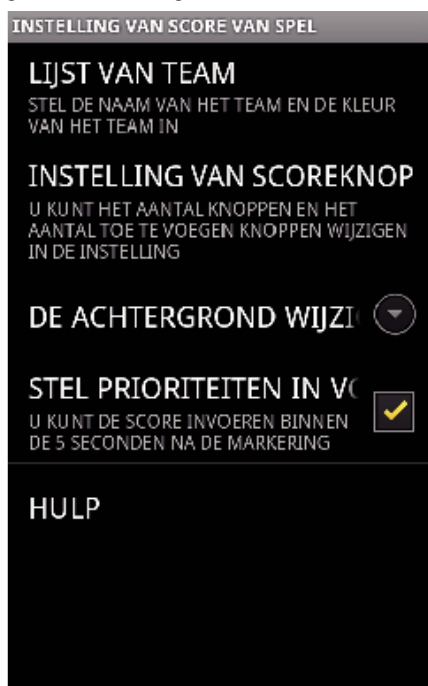 INSTELLING VAN SCORE VAN SPEL
LIJST VAN TEAM
STEL DE NAAM VAN HET TEAM EN DE KLEUR
VAN HET TEAM IN
INSTELLING VAN SCOREKNOP
U KUNT HET AANTAL KNOPPEN EN HET
AANTAL TOE TE VOEGEN KNOPPEN WIJZIGEN
IN DE INSTELLING
DE ACHTERGROND WIJZI
STEL PRIORITEITEN IN VO
U KUNT DE SCORE INVOEREN BINNEN
DE 5 SECONDEN NA DE MARKERING
HULP